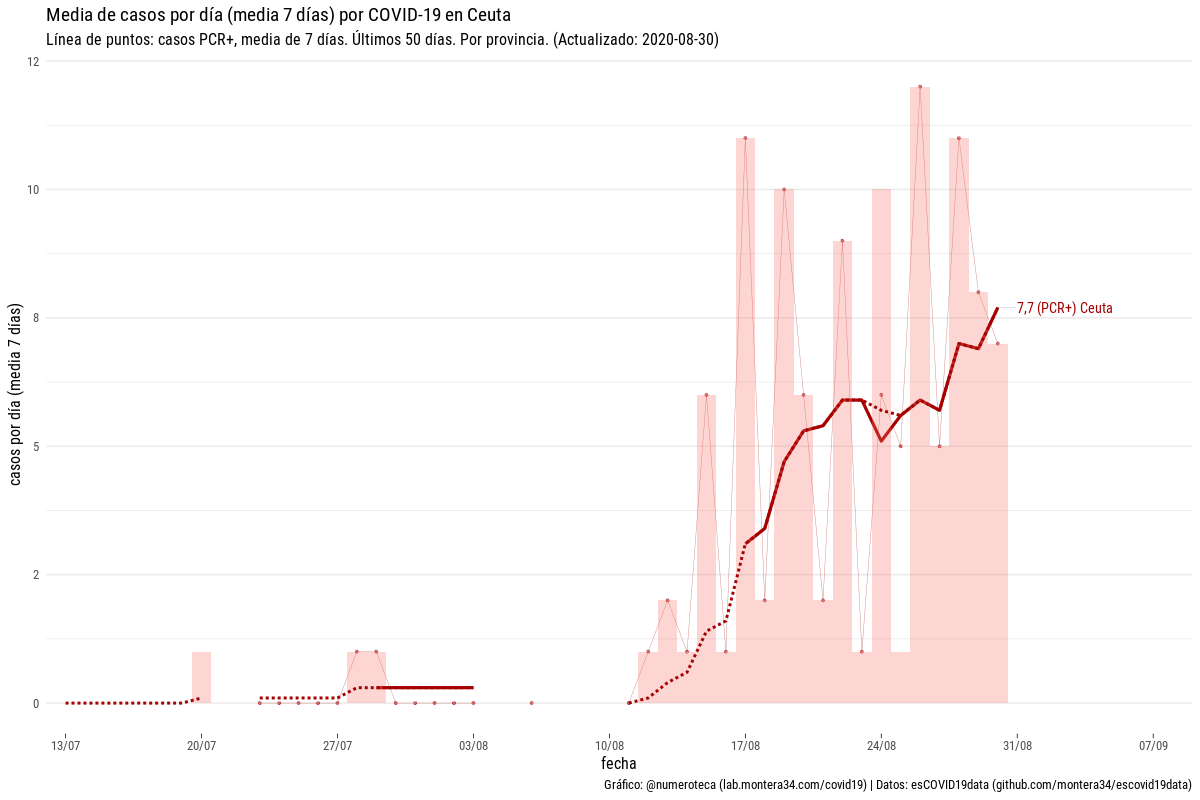 Media de casos por día (media 7 días) por COVID-19 en Ceuta
Línea de puntos: casos PCR+, media de 7 días. Últimos 50 días. Por provincia. (Actualizado: 2020-08-30)
casos por día (media 7 días)
12
10
8
5
2
0
7,7 (PCR+) Ceuta
13/07 20/07 27/07 03/08 10/08 17/08 24/08 31/08 07/09
fecha
Gráfico: @numeroteca (lab.montera34.com/covid19) | Datos: esCOVID19data (github.com/montera34/escovid19data)